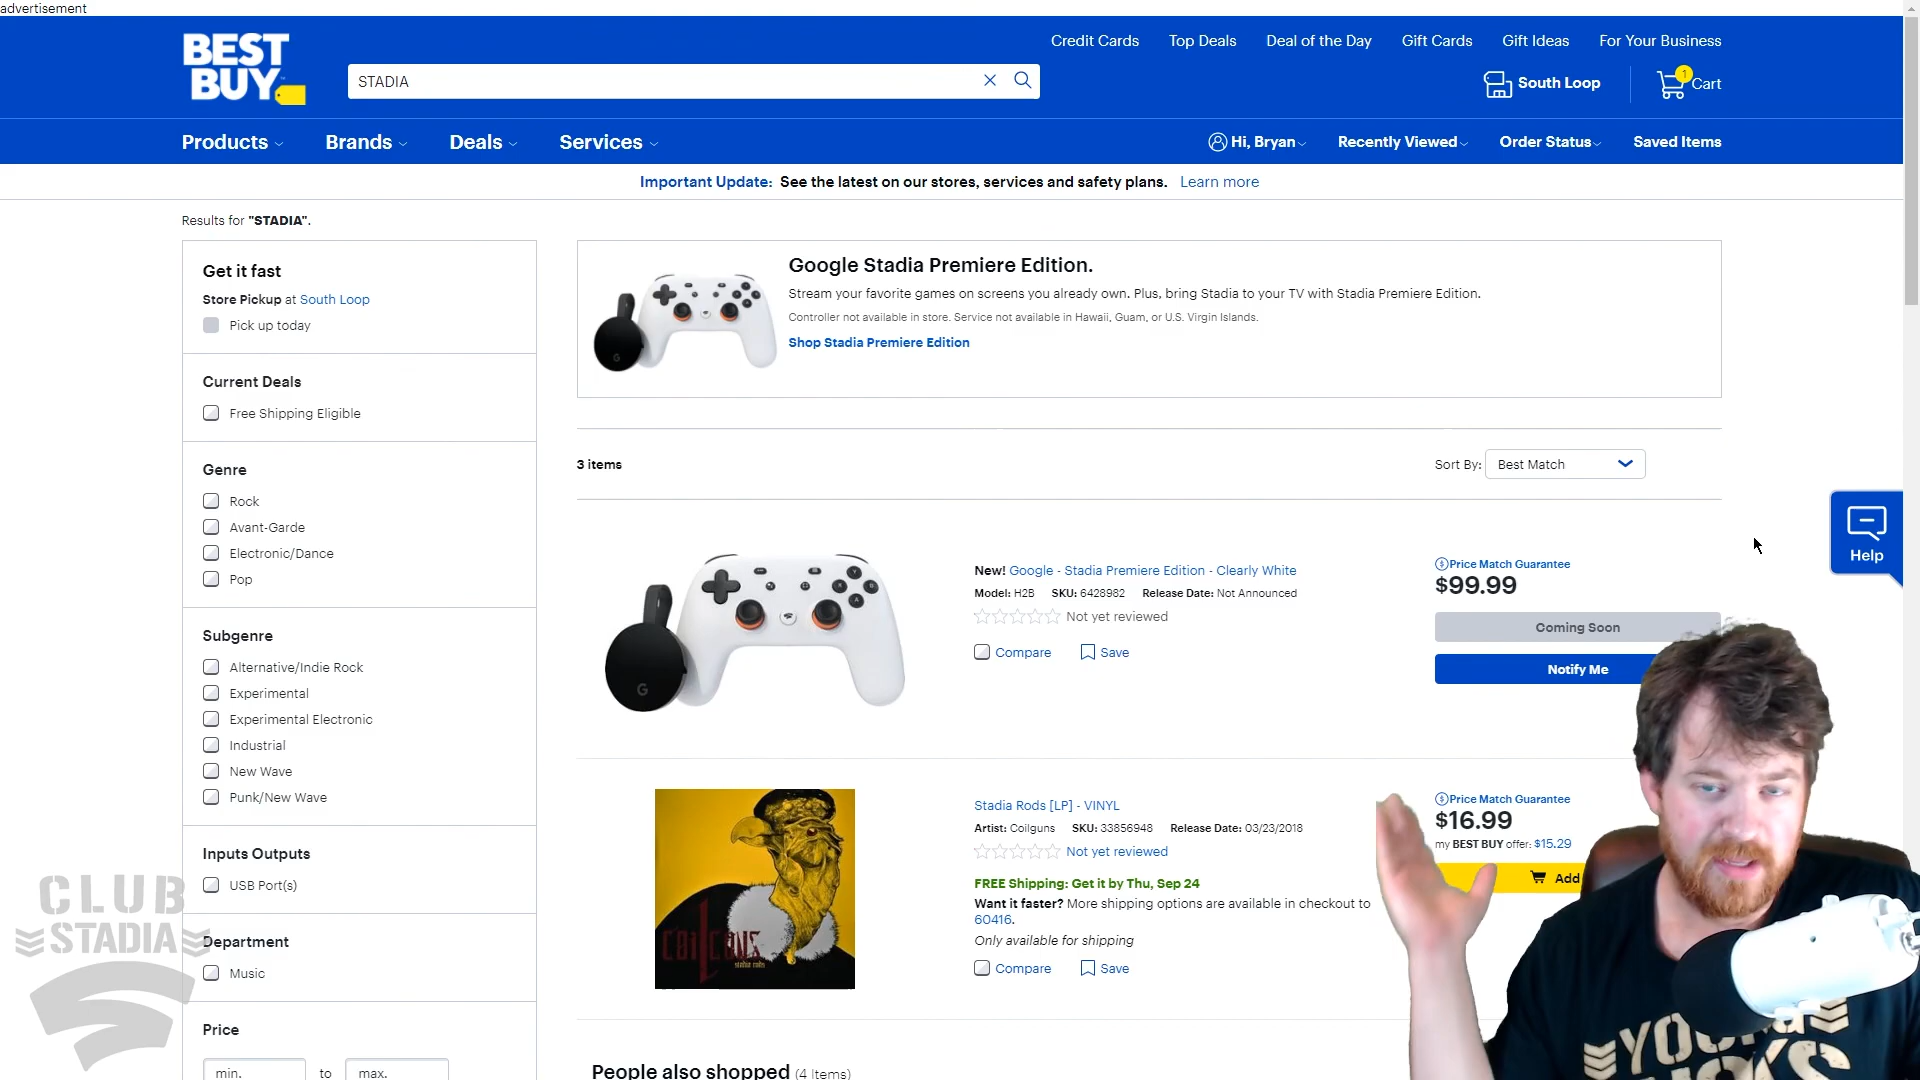 advertisement
BEST BUY
STADIA
Credit Cards
Top Deals
Deal of the Day
Gift Cards
Gift Ideas
For Your Business
South Loop
1
Cart
Products
Brands
Deals
Services
Hi, Bryan
Recently Viewed
Order Status
Saved Items
Important Update: See the latest on our stores, services and safety plans. Learn more
Results for "STADIA".
Get it fast
Store Pickup at South Loop
Pick up today
Current Deals
Free Shipping Eligible
Genre
Rock
Avant-Garde
Electronic/Dance
Pop
Subgenre
Alternative/Indie Rock
Experimental
Experimental Electronic
Industrial
New Wave
Punk/New Wave
Inputs Outputs
USB Port(s)
Department
Music
Price
min.
to
max.
Google Stadia Premiere Edition.
Stream your favorite games on screens you already own. Plus, bring Stadia to your TV with Stadia Premiere Edition.
Controller not available in store. Service not available in Hawaii, Guam, or U.S. Virgin Islands.
Shop Stadia Premiere Edition
3 items
Sort By: Best Match
New! Google - Stadia Premiere Edition - Clearly White
Model: H2B SKU: 6428982 Release Date: Not Announced
Not yet reviewed
Compare
Save
Price Match Guarantee
$99.99
Coming Soon
Notify Me
Help
Stadia Rods [LP] - VINYL
Artist: Coilguns SKU: 33856948 Release Date: 03/23/2018
Not yet reviewed
FREE Shipping: Get it by Thu, Sep 24
Want it faster? More shipping options are available in checkout to
60416.
Only available for shipping
Compare
Save
Price Match Guarantee
$16.99
my BEST BUY offer: $15.29
Add
COILGUNS
stadia rods
People also shopped (4 Items)
CLUB
STADIA